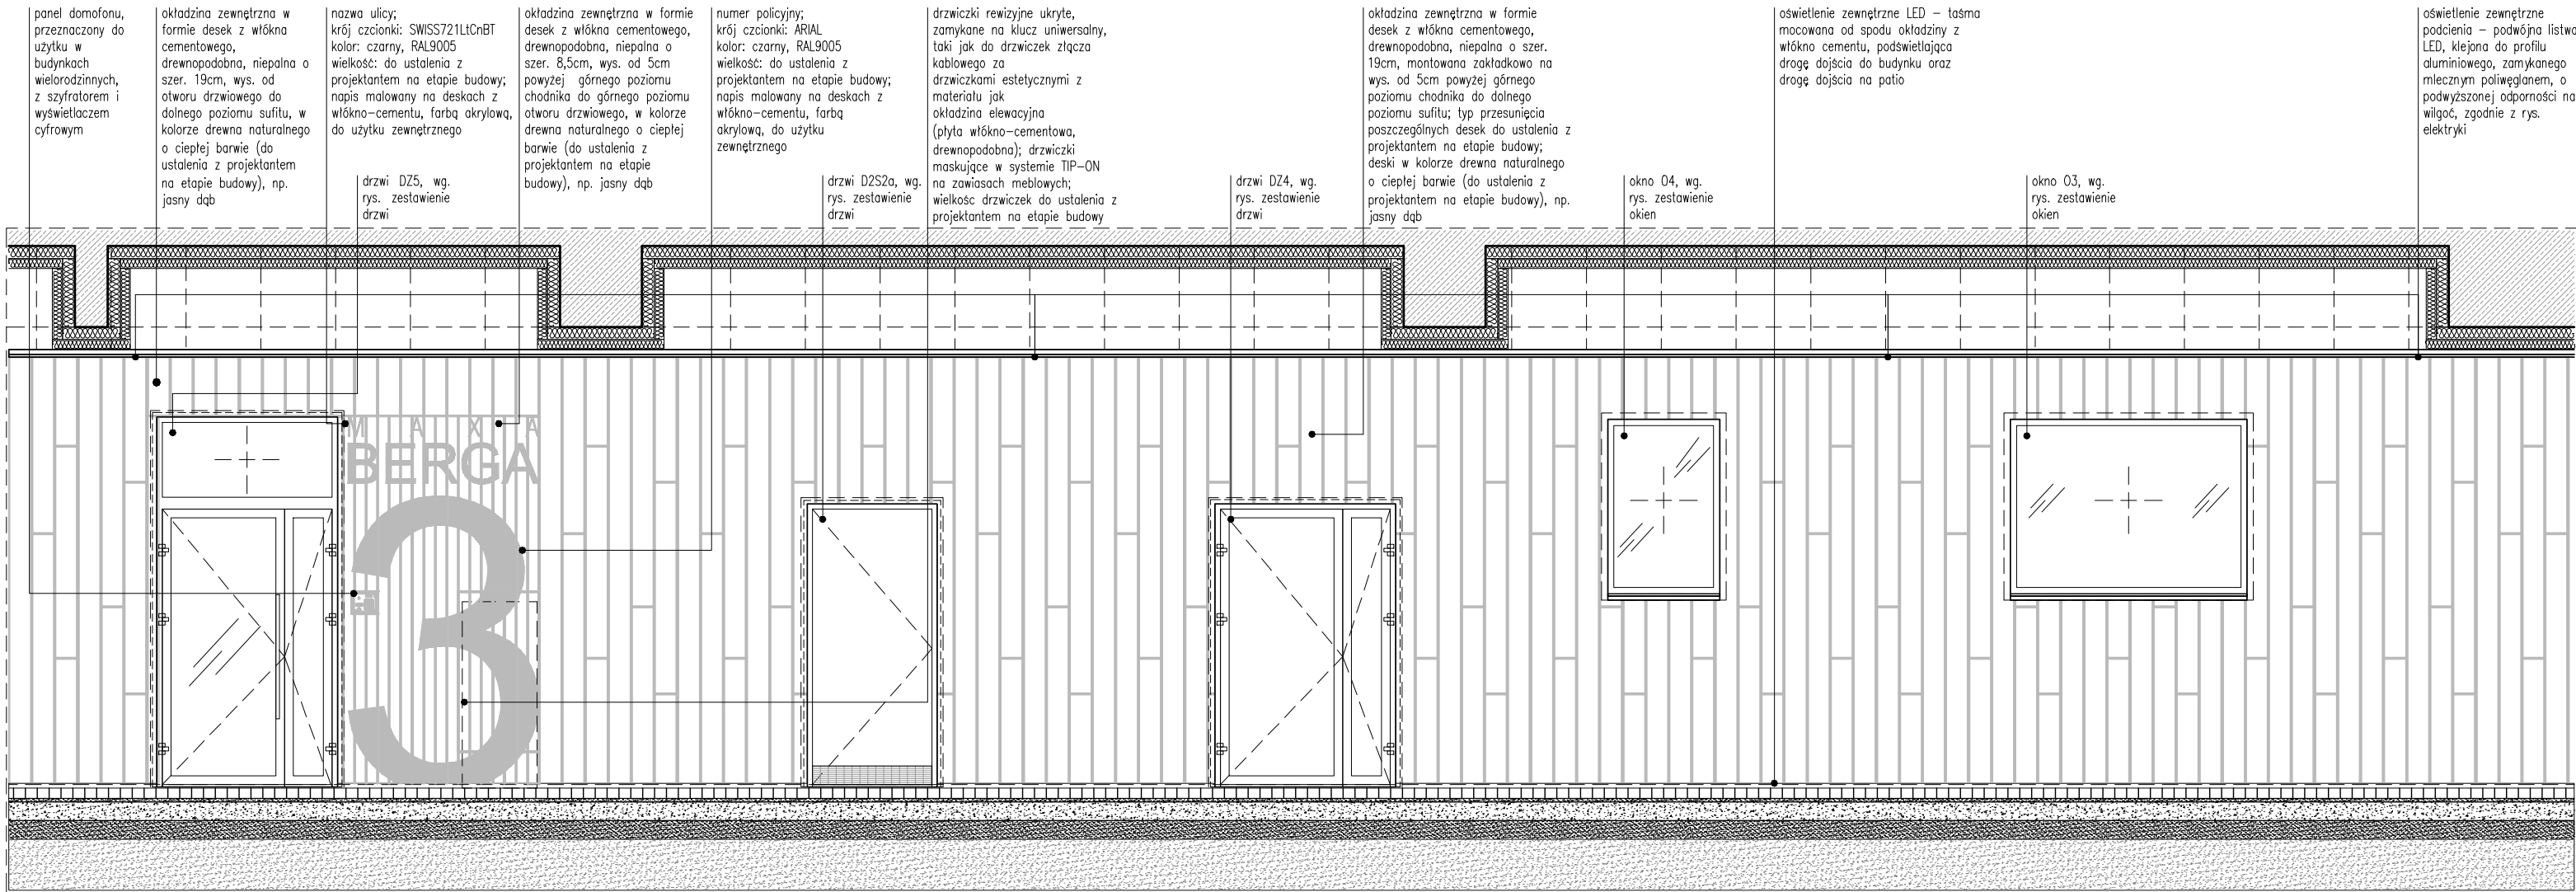 panel domofonu,
przeznaczony do
użytku w
budynkach
wielorodzinnych,
z szyfratorem i
wyświetlaczem
cyfrowym
okładzina zewnętrzna w
formie desek z włókna
cementowego,
drewnopodobna, niepalna o
szer. 19cm, wys. od
otworu drzwiowego do
dolnego poziomu sufitu, w
kolorze drewna naturalnego
o ciepłej barwie (do
ustalenia z projektantem
na etapie budowy), np.
jasny dąb
nazwa ulicy;
krój czcionki: SWISS721LtCnBT
kolor: czarny, RAL9005
wielkość: do ustalenia z
projektantem na etapie budowy;
napis malowany na deskach z
włókno-cementu, farbą akrylową,
do użytku zewnętrznego
drzwi DZ5, wg.
rys. zestawienie
drzwi
okładzina zewnętrzna w formie
desek z włókna cementowego,
drewnopodobna, niepalna o
szer. 8,5cm, wys. od 5cm
powyżej górnego poziomu
chodnika do górnego poziomu
otworu drzwiowego, w kolorze
drewna naturalnego o ciepłej
barwie (do ustalenia z
projektantem na etapie
budowy), np. jasny dąb
numer policyjny;
krój czcionki: ARIAL
kolor: czarny, RAL9005
wielkość: do ustalenia z
projektantem na etapie budowy;
napis malowany na deskach z
włókno-cementu, farbą
akrylową, do użytku
zewnętrznego
drzwi D2S2a, wg.
rys. zestawienie
drzwi
drzwiczki rewizyjne ukryte,
zamykane na klucz uniwersalny,
taki jak do drzwiczek złącza
kablowego za
drzwiczkami estetycznymi z
materiału jak
okładzina elewacyjna
(płyta włókno-cementowa,
drewnopodobna); drzwiczki
maskujące w systemie TIP-ON
na zawiasach meblowych;
wielkośc drzwiczek do ustalenia z
projektantem na etapie budowy
drzwi DZ4, wg.
rys. zestawienie
drzwi
okładzina zewnętrzna w formie
desek z włókna cementowego,
drewnopodobna, niepalna o szer.
19cm, montowana zakładkowo na
wys. od 5cm powyżej górnego
poziomu chodnika do dolnego
poziomu sufitu; typ przesunięcia
poszczególnych desek do ustalenia z
projektantem na etapie budowy;
deski w kolorze drewna naturalnego
o ciepłej barwie (do ustalenia z
projektantem na etapie budowy), np.
jasny dąb
okno O4, wg.
rys. zestawienie
okien
oświetlenie zewnętrzne LED – taśma
mocowana od spodu okładziny z
włókno cementu, podświetlająca
drogę dojścia do budynku oraz
drogę dojścia na patio
okno O3, wg.
rys. zestawienie
okien
oświetlenie zewnętrzne
podcienia – podwójna listwa
LED, klejona do profilu
aluminiowego, zamykanego
mlecznym poliwęglanem, o
podwyższonej odporności na
wilgoć, zgodnie z rys.
elektryki
MAXA
BERGA
3